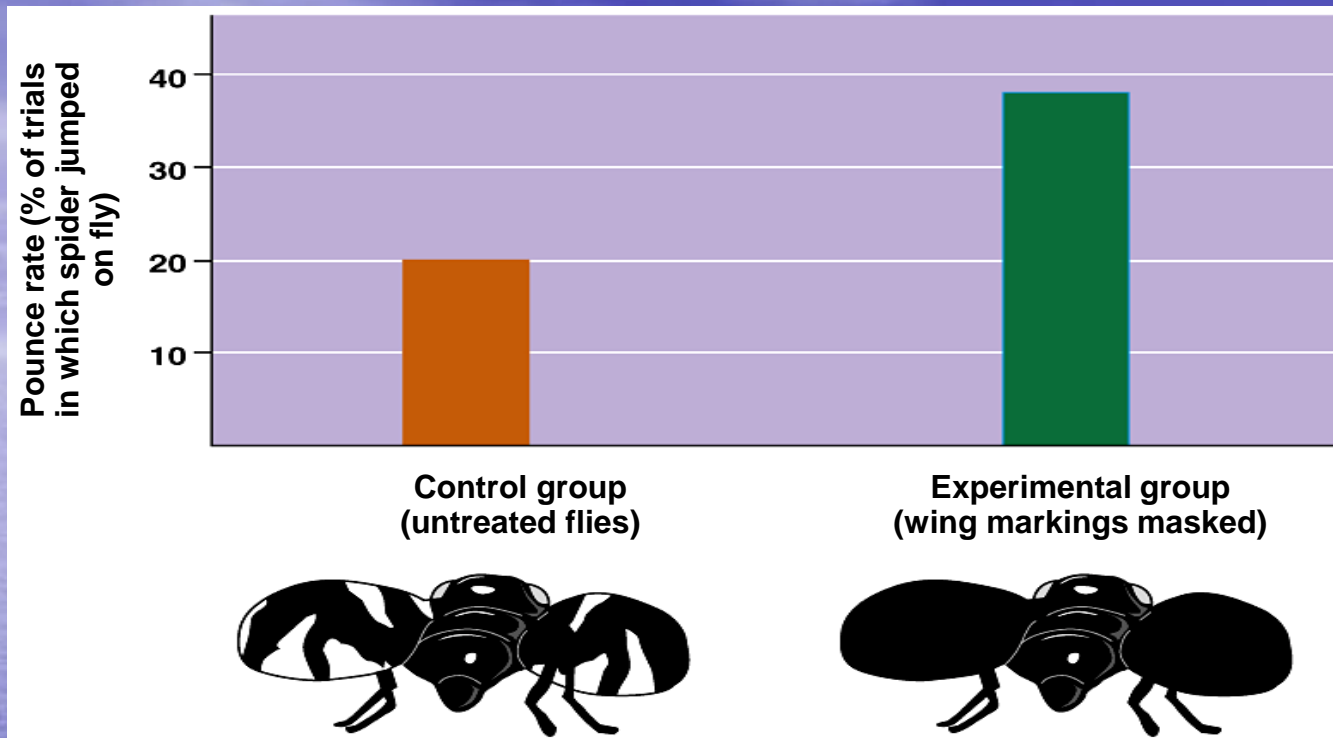 Pounce rate (% of trials
in which spider jumped
on fly)
40
30
20
10
Control group
(untreated flies)
Experimental group
(wing markings masked)